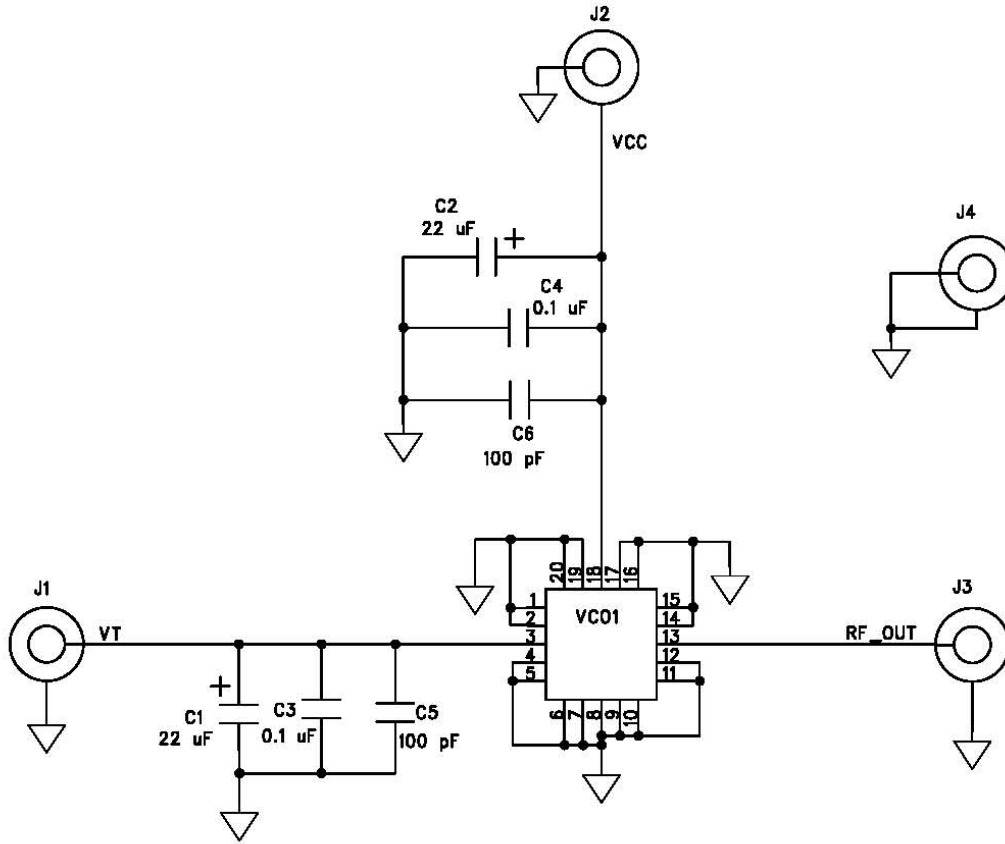 J2
VCC
C2
22 uF
+
C4
0.1 uF
J4
C6
100 pF
20 19 18 17 16
J1
VT
1
2
3
4
5
VCO1
15
14
13
12
11
RF_OUT
J3
+
C1
22 uF
C3
0.1 uF
C5
100 pF
6 7 8 9 10